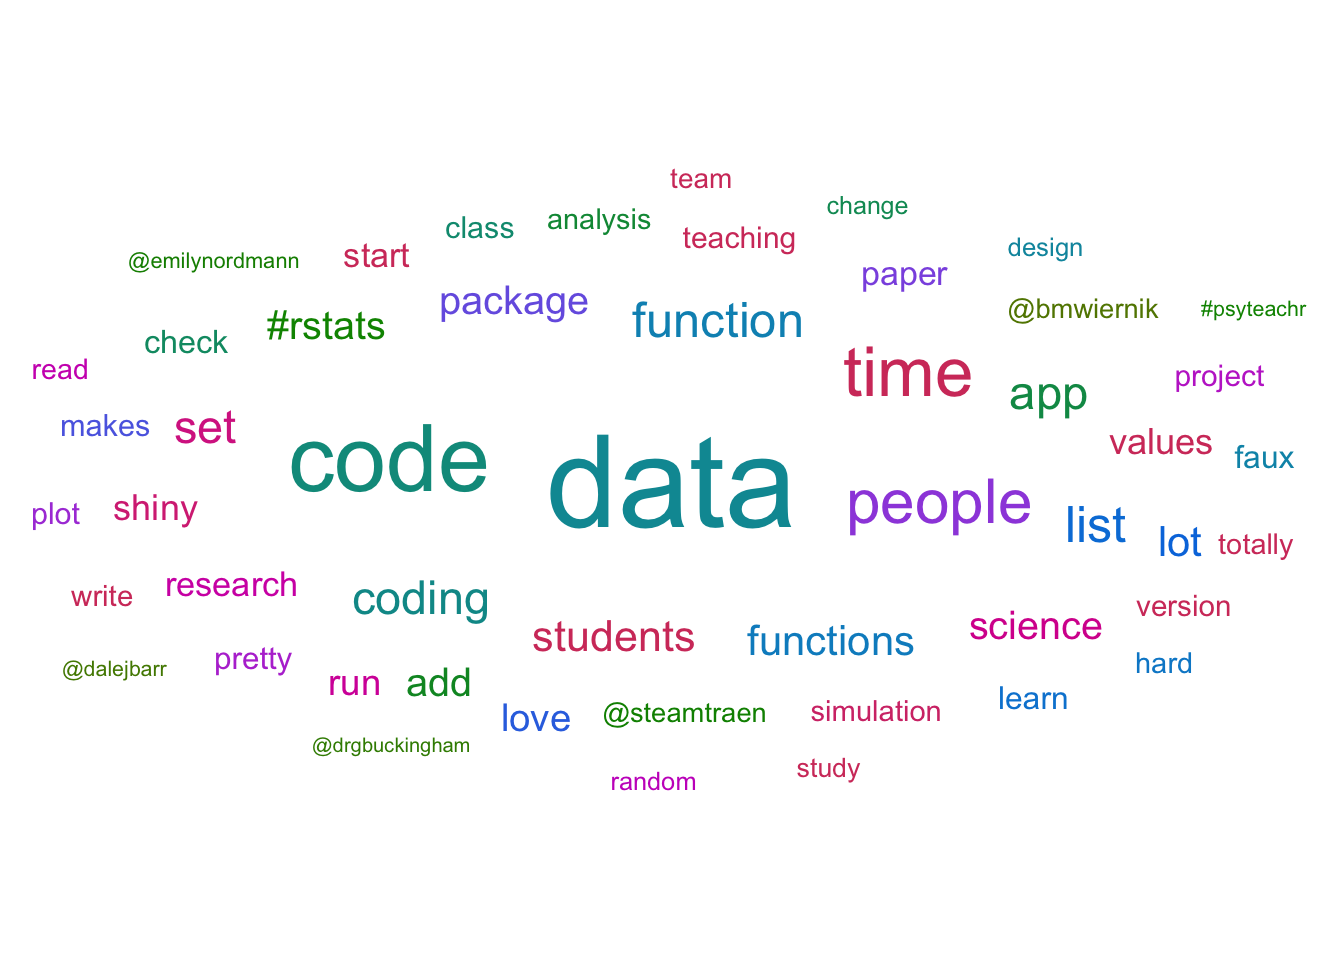 team
change
class
analysis
teaching
design
@emilynordmann
start
paper
package
function
@bmwiernik
#psyteachr
#rstats
check
read
time
app
project
makes
set
code
data
values
faux
plot
shiny
people
list
lot
totally
write
research
coding
students
functions
science
version
@dalejbarr
pretty
run
add
hard
love
@steamtraen
simulation
learn
@drgbuckingham
random
study